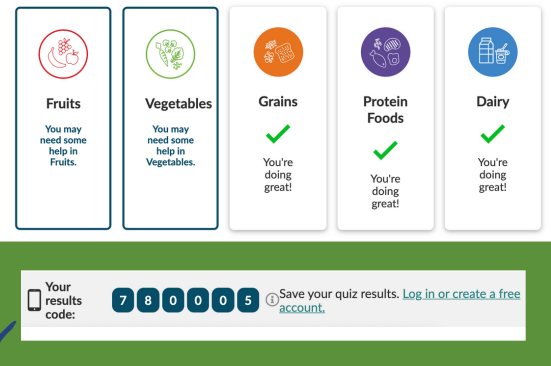 Fruits
You may
need some
help in
Fruits.
Vegetables
You may
need some
help in
Vegetables.
Grains
You're
doing
great!
Protein
Foods
You're
doing
great!
Dairy
You're
doing
great!
Your
results
code:
7 8 0 0 0 5
Save your quiz results. Log in or create a free
account.